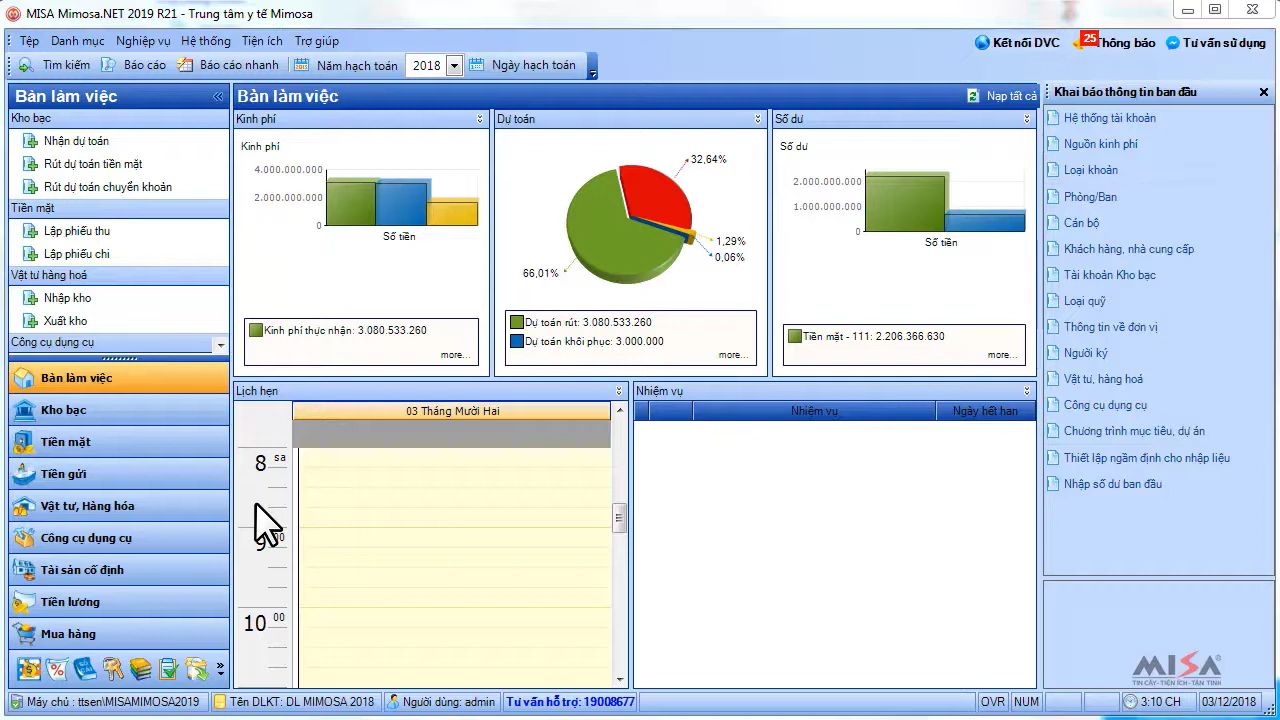 MISA Mimosa.NET 2019 R21 - Trung tâm y tế Mimosa
Tệp Danh mục Nghiệp vụ Hệ thống Tiện ích Trợ giúp
Kết nối DVC 25 Thông báo Tư vấn sử dụng
Tìm kiếm Báo cáo Báo cáo nhanh Năm hạch toán 2018 Ngày hạch toán
Bàn làm việc
Kho bạc
Nhận dự toán
Rút dự toán tiền mặt
Rút dự toán chuyển khoản
Tiền mặt
Lập phiếu thu
Lập phiếu chi
Vật tư hàng hoá
Nhập kho
Xuất kho
Công cụ dụng cụ
Bàn làm việc
Kho bạc
Tiền mặt
Tiền gửi
Vật tư, Hàng hóa
Công cụ dụng cụ
Tài sản cố định
Tiền lương
Mua hàng
Bàn làm việc
Nạp tất cả
Kinh phí
Kinh phí
4.000.000.000
2.000.000.000
0
Số tiền
Kinh phí thực nhận: 3.080.533.260
more...
Dự toán
32,64%
1,29%
0,06%
66,01%
Dự toán rút: 3.080.533.260
Dự toán khôi phục: 3.000.000
more...
Số dư
Số dư
2.000.000.000
1.000.000.000
0
Số tiền
Tiền mặt - 111: 2.206.366.630
more...
Lịch hẹn
03 Tháng Mười Hai
8 sa
9 00
10 00
Nhiệm vụ
Nhiệm vụ Ngày hết hạn
Khai báo thông tin ban đầu
Hệ thống tài khoản
Nguồn kinh phí
Loại khoản
Phòng/Ban
Cán bộ
Khách hàng, nhà cung cấp
Tài khoản Kho bạc
Loại quỹ
Thông tin về đơn vị
Người ký
Vật tư, hàng hoá
Công cụ dụng cụ
Chương trình mục tiêu, dự án
Thiết lập ngầm định cho nhập liệu
Nhập số dư ban đầu
MISA
TIN CẬY-TIỆN ÍCH-TẬN TÌNH
Máy chủ : ttsen\MISAMIMOSA2019 Tên DLKT: DL MIMOSA 2018 Người dùng: admin Tư vấn hỗ trợ: 19008677 OVR NUM 3:10 CH 03/12/2018